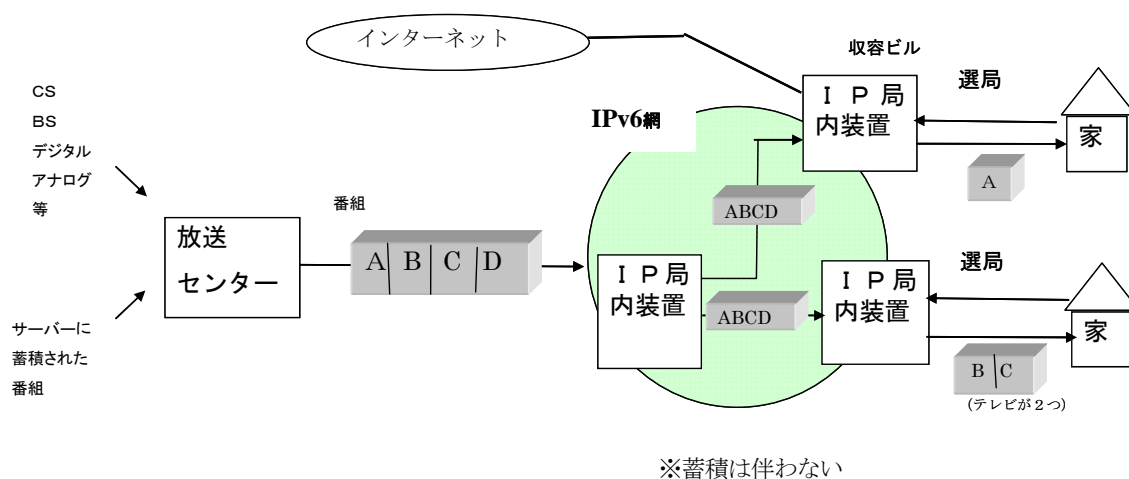 インターネット
収容ビル
CS
BS
デジタル
アナログ
等
IPv6網
ＩＰ局
内装置
選局
家
A
番組
ABCD
放送
センター
A B C D
ＩＰ局
内装置
ABCD
ＩＰ局
内装置
選局
家
サーバーに
蓄積された
番組
B C
(テレビが２つ)
※蓄積は伴わない